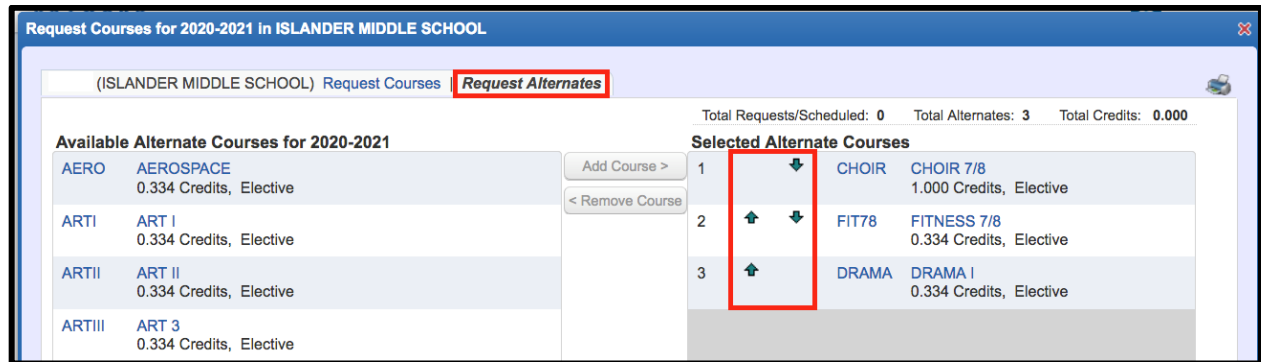 Request Courses for 2020-2021 in ISLANDER MIDDLE SCHOOL
(ISLANDER MIDDLE SCHOOL) Request Courses | Request Alternates
Total Requests/Scheduled: 0 Total Alternates: 3 Total Credits: 0.000
Available Alternate Courses for 2020-2021
AERO AEROSPACE
0.334 Credits, Elective
ARTI ART I
0.334 Credits, Elective
ARTII ART II
0.334 Credits, Elective
ARTIII ART 3
0.334 Credits, Elective
Add Course >
< Remove Course
Selected Alternate Courses
1 CHOIR CHOIR 7/8
1.000 Credits, Elective
2 FIT78 FITNESS 7/8
0.334 Credits, Elective
3 DRAMA DRAMA I
0.334 Credits, Elective